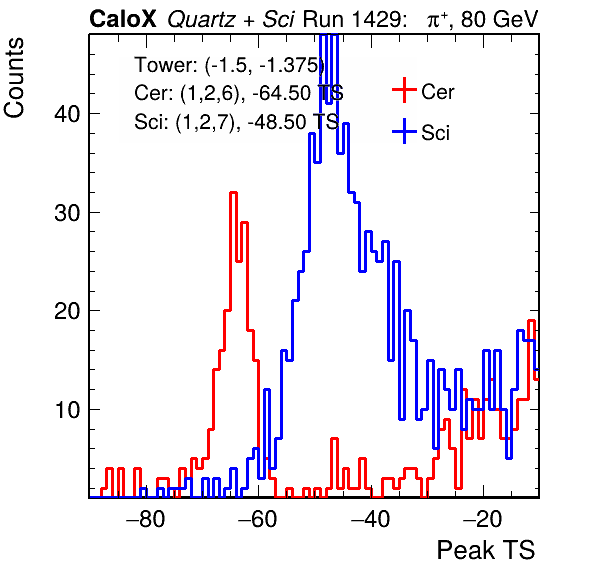 CaloX Quartz + Sci Run 1429: π⁺, 80 GeV
Counts
Tower: (-1.5, -1.375)
Cer: (1,2,6), -64.50 TS
Sci: (1,2,7), -48.50 TS
Cer
Sci
40
30
20
10
−80 −60 −40 −20
Peak TS